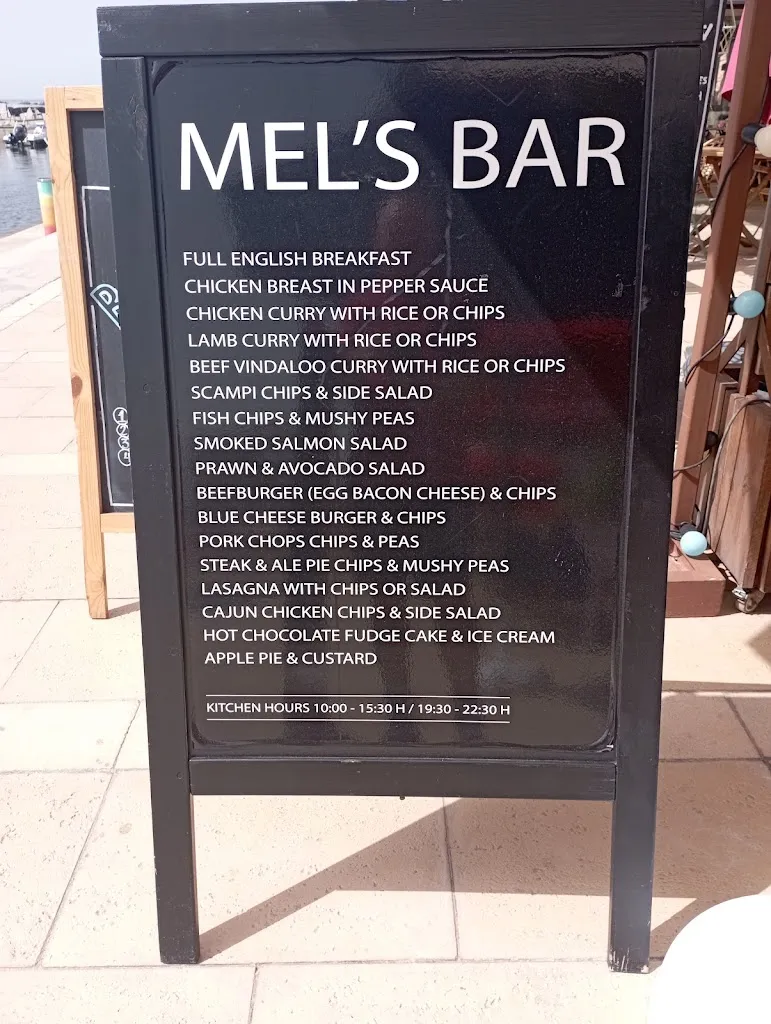 MEL'S BAR
FULL ENGLISH BREAKFAST
CHICKEN BREAST IN PEPPER SAUCE
CHICKEN CURRY WITH RICE OR CHIPS
LAMB CURRY WITH RICE OR CHIPS
BEEF VINDALOO CURRY WITH RICE OR CHIPS
SCAMPI CHIPS & SIDE SALAD
FISH CHIPS & MUSHY PEAS
SMOKED SALMON SALAD
PRAWN & AVOCADO SALAD
BEEFBURGER (EGG BACON CHEESE) & CHIPS
BLUE CHEESE BURGER & CHIPS
PORK CHOPS CHIPS & PEAS
STEAK & ALE PIE CHIPS & MUSHY PEAS
LASAGNA WITH CHIPS OR SALAD
CAJUN CHICKEN CHIPS & SIDE SALAD
HOT CHOCOLATE FUDGE CAKE & ICE CREAM
APPLE PIE & CUSTARD
KITCHEN HOURS 10:00 - 15:30 H / 19:30 - 22:30 H